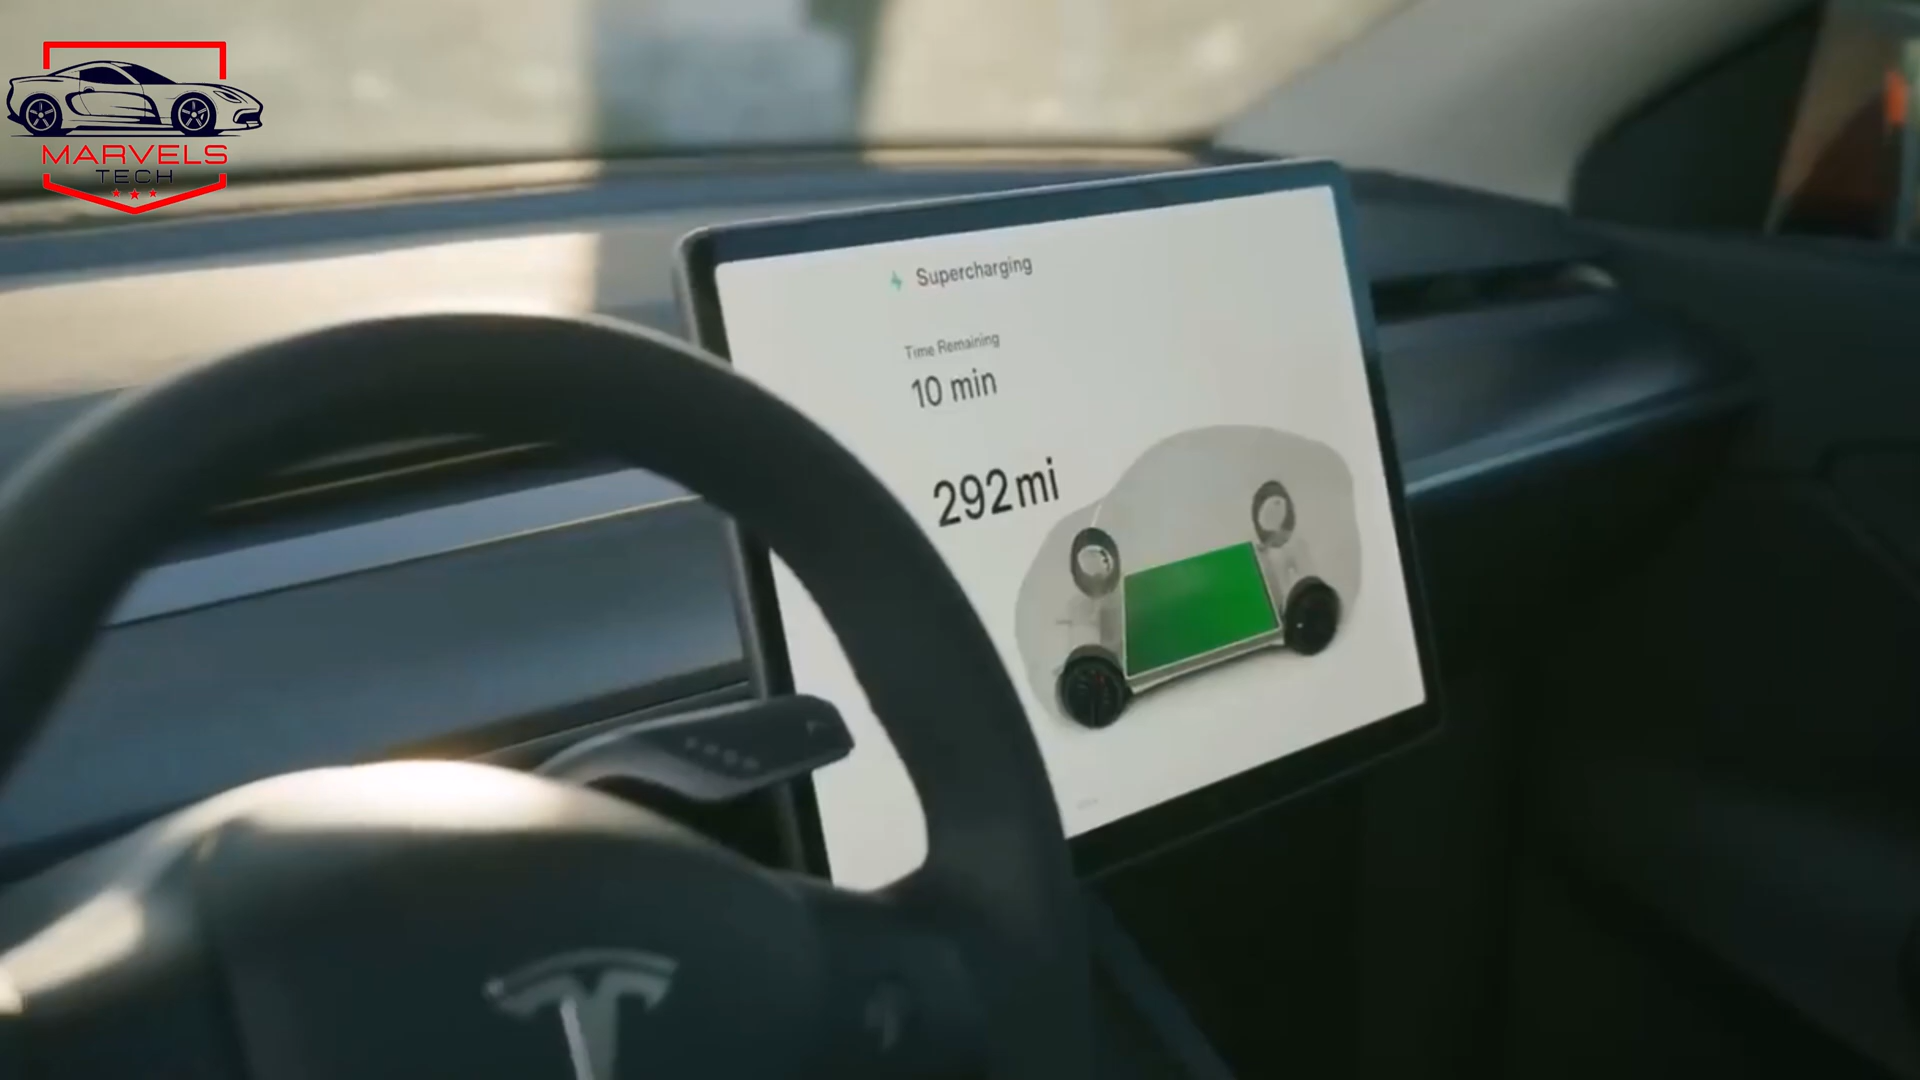 MARVELS
TECH
Supercharging
Time Remaining
10 min
292 mi